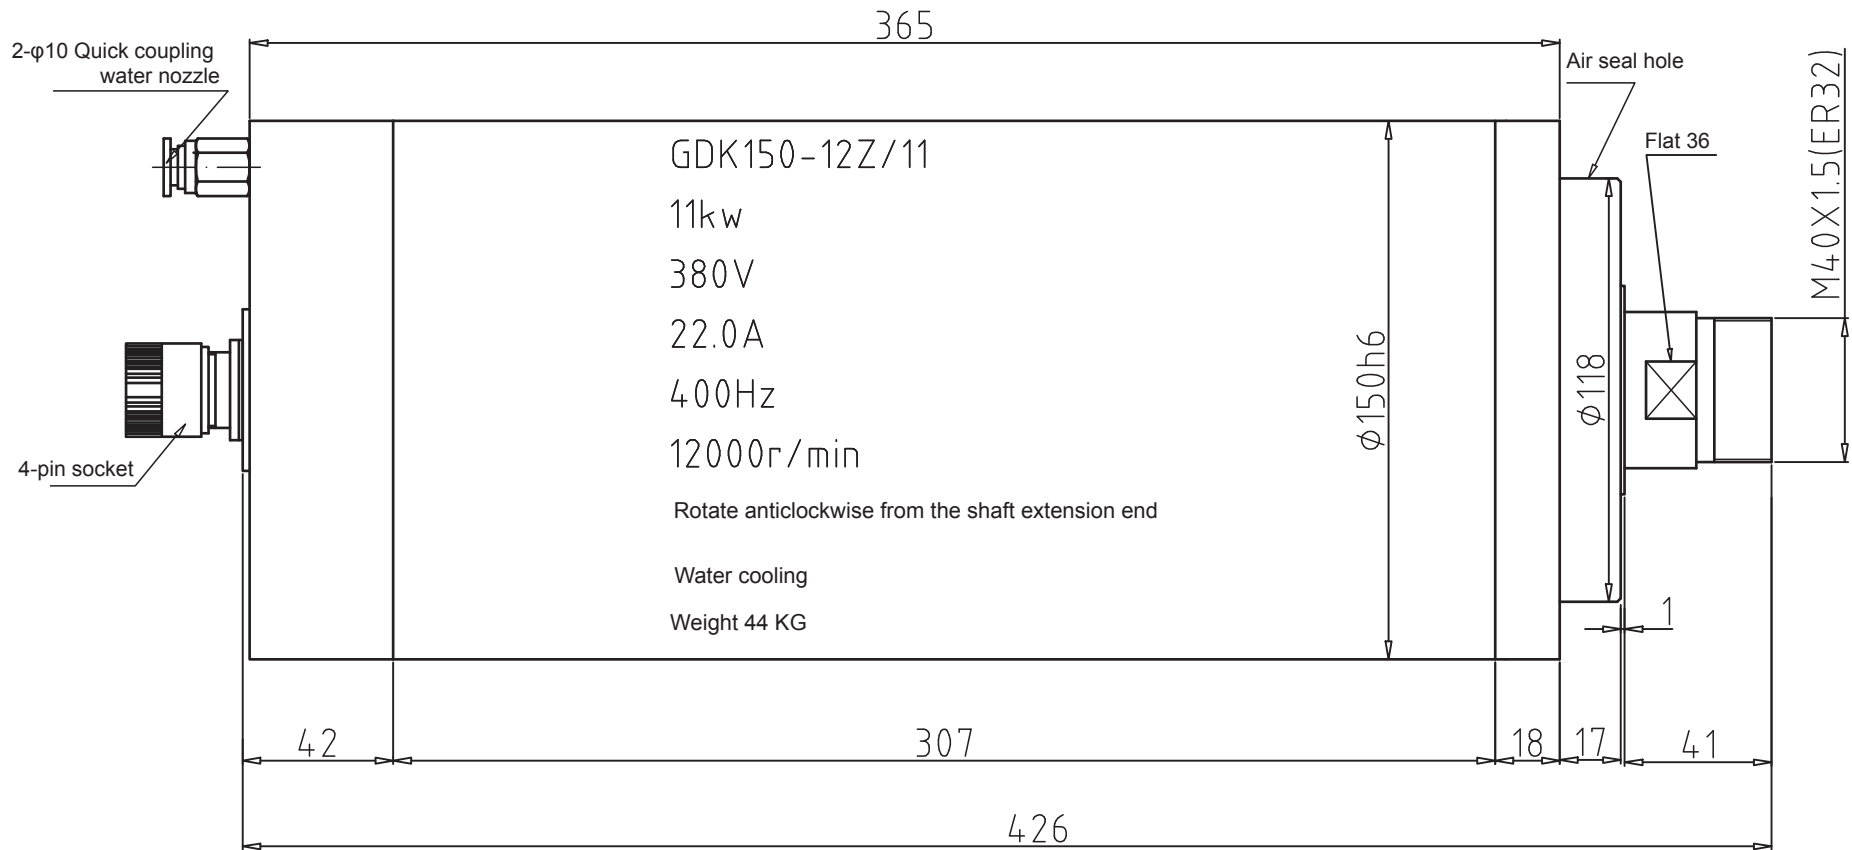 365
2-φ10 Quick coupling
water nozzle
Air seal hole
M40X1.5(ER32)
Flat 36
GDK150-12Z/11
11kw
380V
22.0A
400Hz
12000r/min
Rotate anticlockwise from the shaft extension end
Water cooling
Weight 44 KG
ϕ150h6
ϕ118
4-pin socket
1
42
307
18
17
41
426